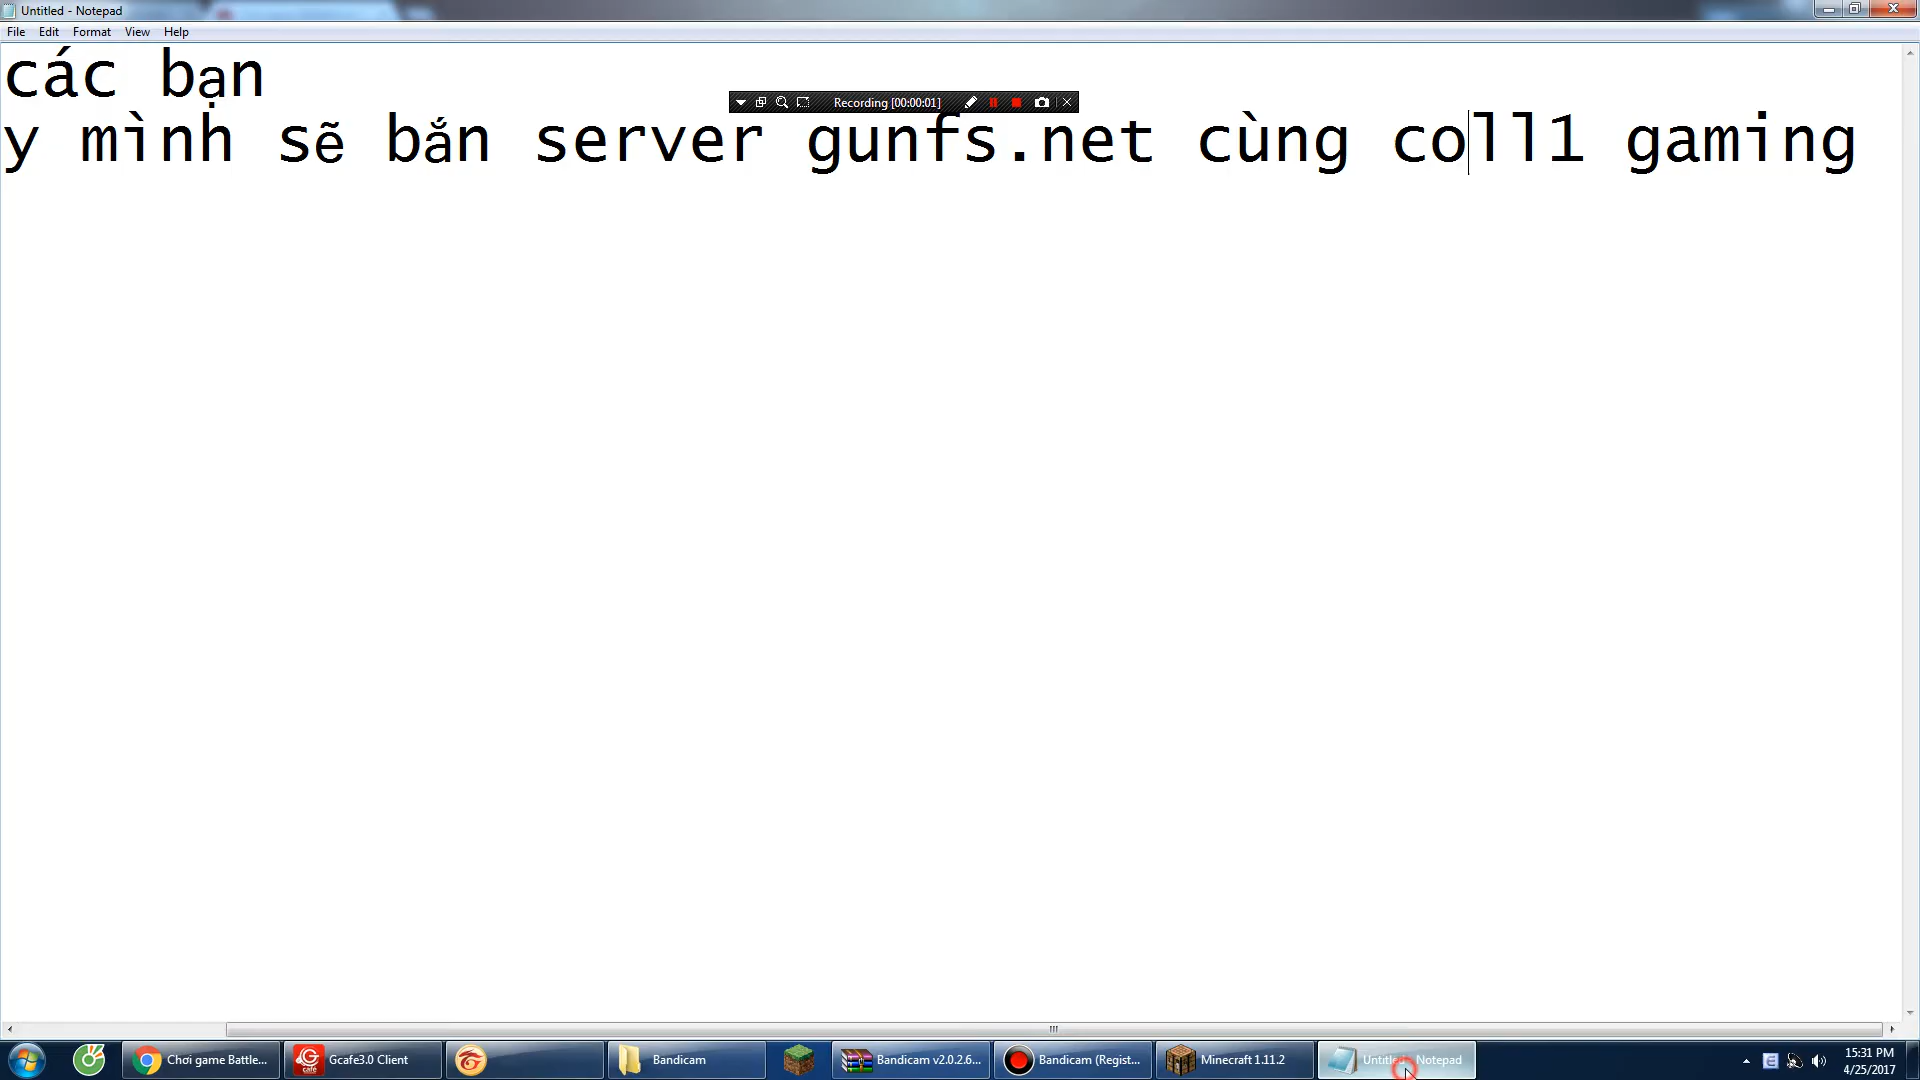 Untitled - Notepad
File Edit Format View Help
các bạn
Recording [00:00:01]
y mình sẽ bắn server gunfs.net cùng coll1 gaming
Chơi game Battle... Gcafe3.0 Client Bandicam Bandicam v2.0.2.6... Bandicam (Regist... Minecraft 1.11.2 Notepad
15:31 PM
4/25/2017